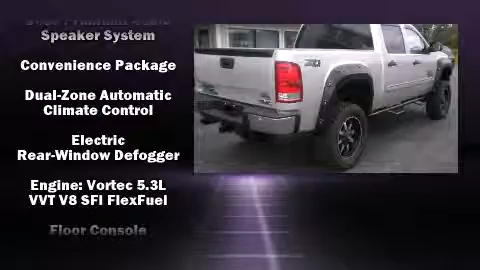 Speaker System
Convenience Package
Dual-Zone Automatic
Climate Control
Electric
Rear-Window Defogger
Engine: Vortec 5.3L
VVT V8 SFI FlexFuel
Floor Console
Z71